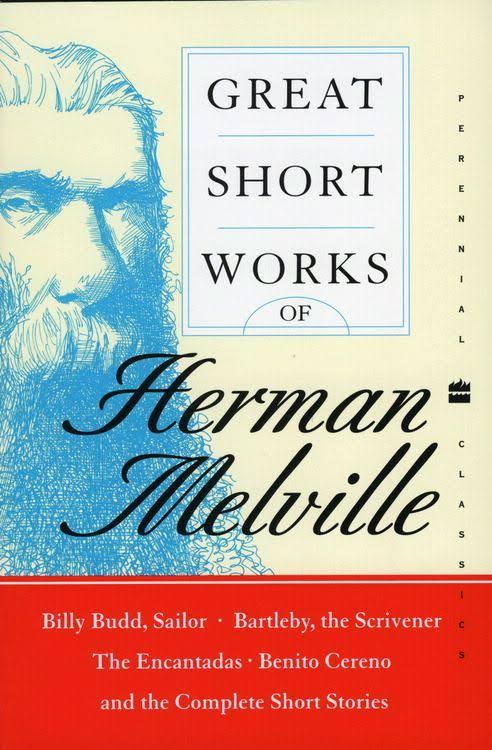 GREAT
SHORT
WORKS
OF
Herman
Melville
PERENNIAL CLASSICS
Billy Budd, Sailor · Bartleby, the Scrivener
The Encantadas · Benito Cereno
and the Complete Short Stories